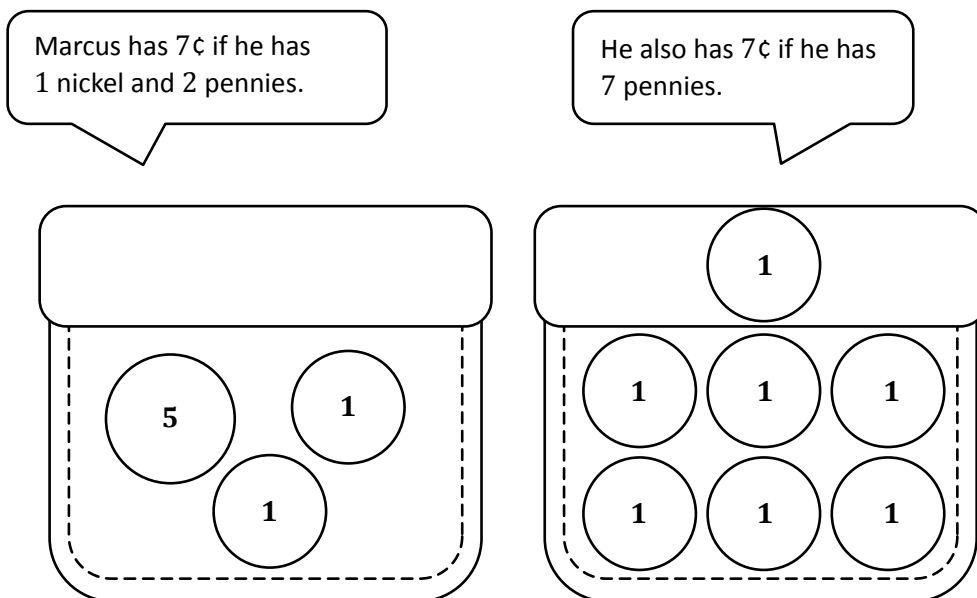 Marcus has 7¢ if he has
1 nickel and 2 pennies.
He also has 7¢ if he has
7 pennies.
5
1
1
1
1 1 1
1 1 1